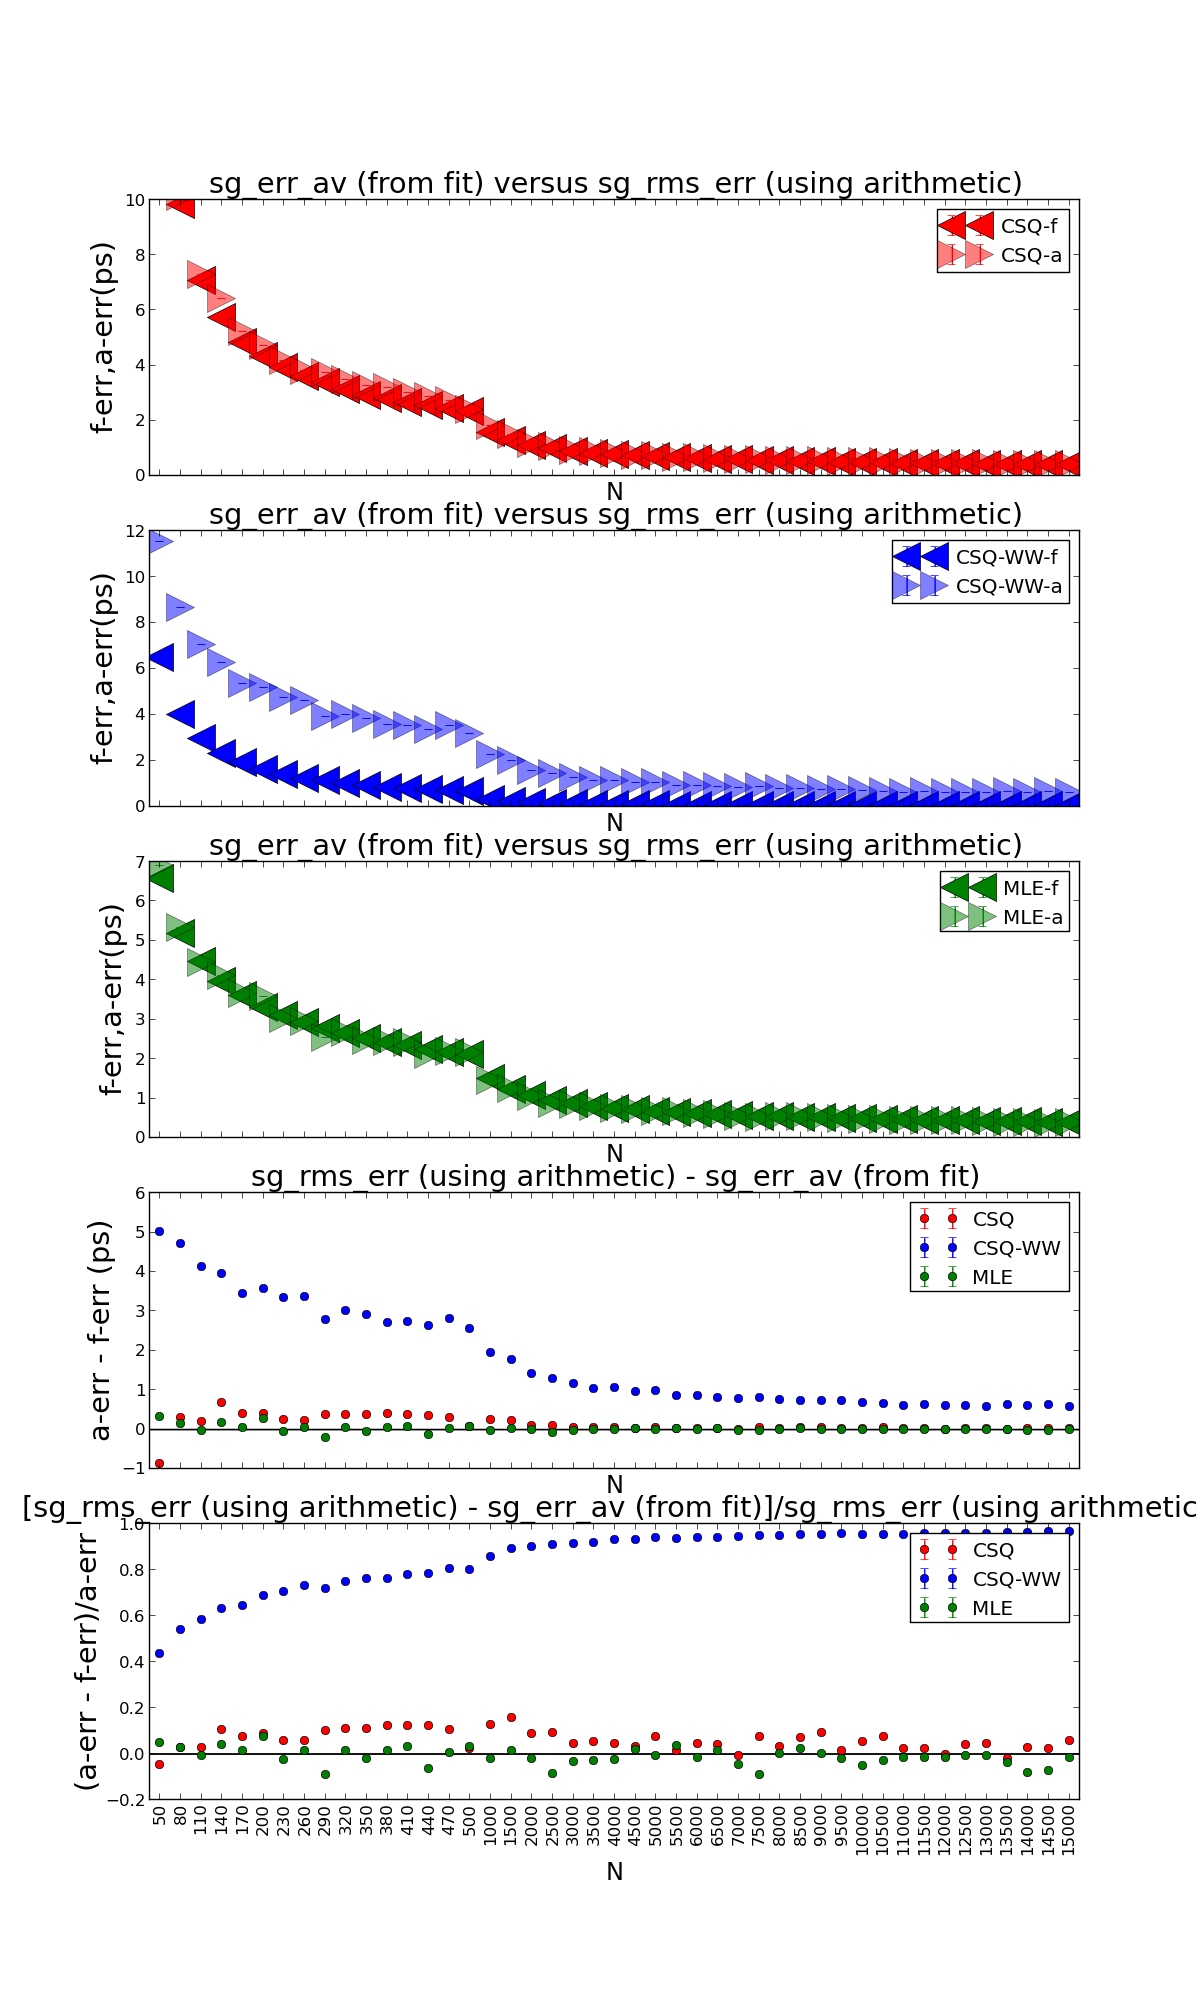 sg_err_av (from fit) versus sg_rms_err (using arithmetic)
10
8
6
4
2
0
f-err,a-err(ps)
CSQ-f
CSQ-a
N
sg_err_av (from fit) versus sg_rms_err (using arithmetic)
12
10
8
6
4
2
0
f-err,a-err(ps)
CSQ-WW-f
CSQ-WW-a
N
sg_err_av (from fit) versus sg_rms_err (using arithmetic)
7
6
5
4
3
2
1
0
f-err,a-err(ps)
MLE-f
MLE-a
N
sg_rms_err (using arithmetic) - sg_err_av (from fit)
6
5
4
3
2
1
0
−1
a-err - f-err (ps)
CSQ
CSQ-WW
MLE
N
[sg_rms_err (using arithmetic) - sg_err_av (from fit)]/sg_rms_err (using arithmetic
1.0
0.8
0.6
0.4
0.2
0.0
−0.2
(a-err - f-err)/a-err
CSQ
CSQ-WW
MLE
50 80 110 140 170 200 230 260 290 320 350 380 410 440 470 500 1000 1500 2000 2500 3000 3500 4000 4500 5000 5500 6000 6500 7000 7500 8000 8500 9000 9500 10000 10500 11000 11500 12000 12500 13000 13500 14000 14500 15000
N